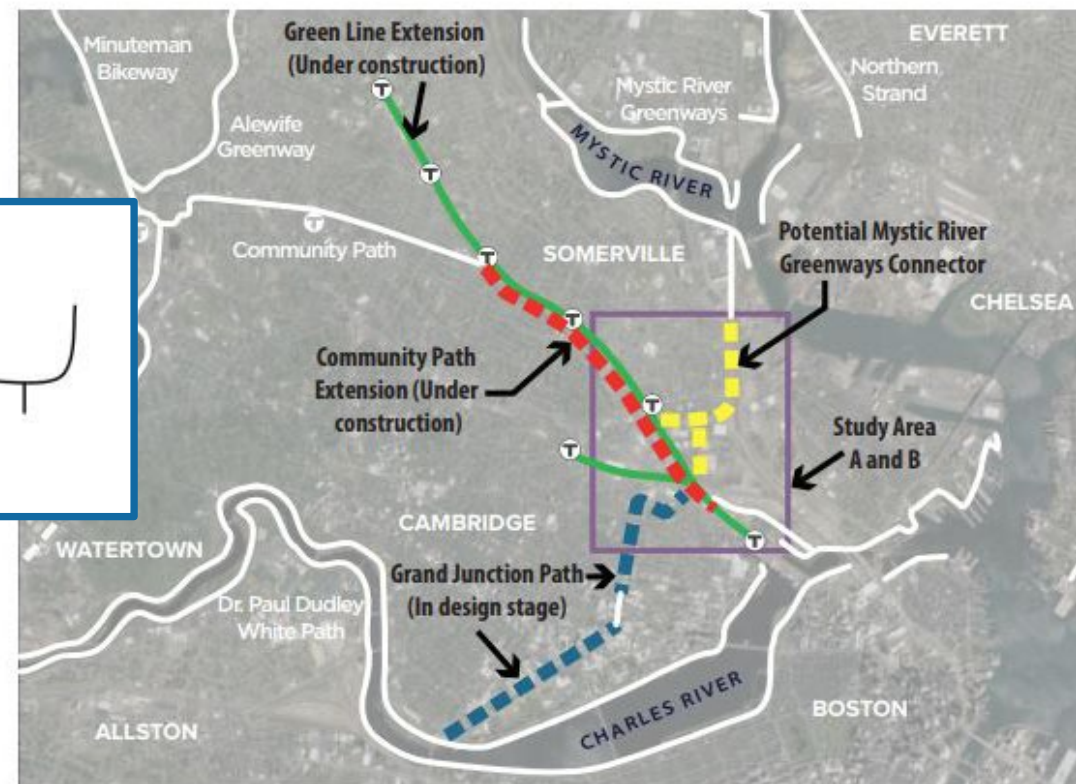 Green Line Extension
(Under construction)
EVERETT
Minuteman
Bikeway
Mystic River
Greenways
Northern
Strand
Alewife
Greenway
MYSTIC RIVER
T
T
T
T
Community Path
T
SOMERVILLE
Potential Mystic River
Greenways Connector
CHELSEA
T
Community Path
Extension (Under
construction)
T
Study Area
A and B
T
CAMBRIDGE
WATERTOWN
T
Grand Junction Path
(In design stage)
Dr. Paul Dudley
White Path
CHARLES RIVER
BOSTON
ALLSTON